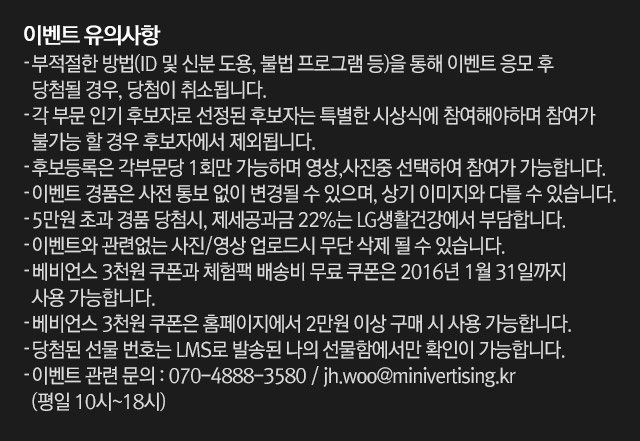 이벤트 유의사항
- 부적절한 방법(ID 및 신분 도용, 불법 프로그램 등)을 통해 이벤트 응모 후
당첨될 경우, 당첨이 취소됩니다.
- 각 부문 인기 후보자로 선정된 후보자는 특별한 시상식에 참여해야하며 참여가
불가능 할 경우 후보자에서 제외됩니다.
- 후보등록은 각부문당 1회만 가능하며 영상,사진중 선택하여 참여가 가능합니다.
- 이벤트 경품은 사전 통보 없이 변경될 수 있으며, 상기 이미지와 다를 수 있습니다.
- 5만원 초과 경품 당첨시, 제세공과금 22%는 LG생활건강에서 부담합니다.
- 이벤트와 관련없는 사진/영상 업로드시 무단 삭제 될 수 있습니다.
- 베비언스 3천원 쿠폰과 체험팩 배송비 무료 쿠폰은 2016년 1월 31일까지
사용 가능합니다.
- 베비언스 3천원 쿠폰은 홈페이지에서 2만원 이상 구매 시 사용 가능합니다.
- 당첨된 선물 번호는 LMS로 발송된 나의 선물함에서만 확인이 가능합니다.
- 이벤트 관련 문의 : 070-4888-3580 / jh.woo@minivertising.kr
(평일 10시~18시)